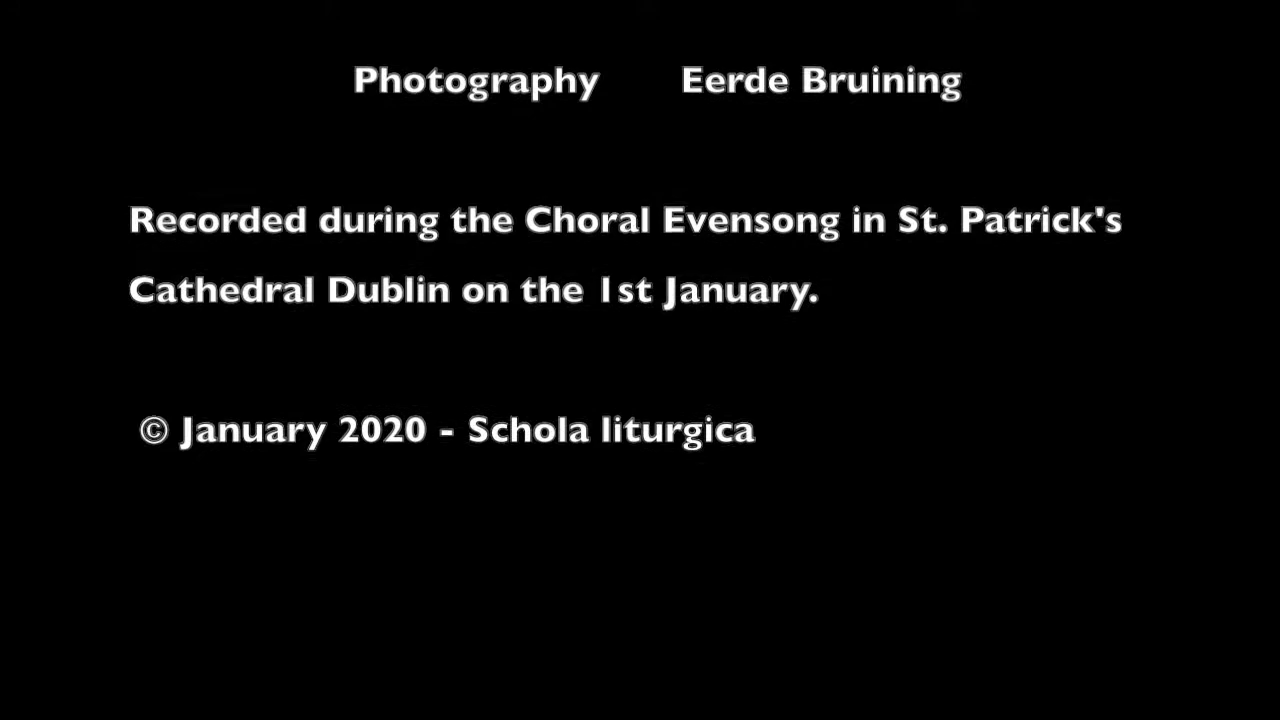 Photography Eerde Bruining
Recorded during the Choral Evensong in St. Patrick's
Cathedral Dublin on the 1st January.
© January 2020 - Schola liturgica